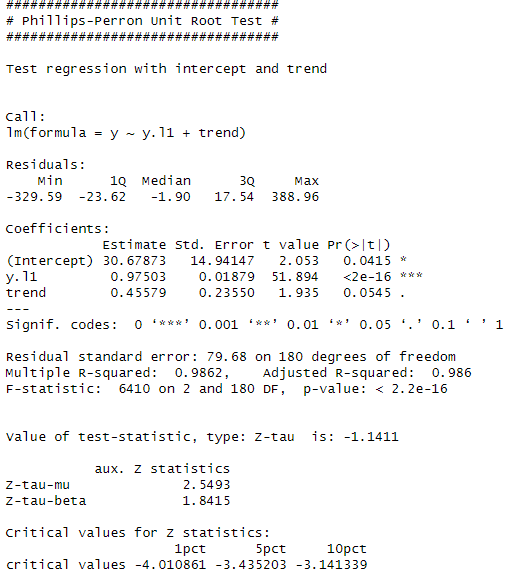 ##################################
# Phillips-Perron Unit Root Test #
##################################

Test regression with intercept and trend


Call:
lm(formula = y ~ y.l1 + trend)

Residuals:
    Min      1Q  Median      3Q     Max
-329.59  -23.62   -1.90   17.54  388.96

Coefficients:
            Estimate Std. Error t value Pr(>|t|)
(Intercept) 30.67873   14.94147   2.053   0.0415 *
y.l1         0.97503    0.01879  51.894   <2e-16 ***
trend        0.45579    0.23550   1.935   0.0545 .
---
Signif. codes:  0 ‘***’ 0.001 ‘**’ 0.01 ‘*’ 0.05 ‘.’ 0.1 ‘ ’ 1

Residual standard error: 79.68 on 180 degrees of freedom
Multiple R-squared:  0.9862,    Adjusted R-squared:  0.986
F-statistic:  6410 on 2 and 180 DF,  p-value: < 2.2e-16


Value of test-statistic, type: Z-tau  is: -1.1411

           aux. Z statistics
Z-tau-mu              2.5493
Z-tau-beta            1.8415

Critical values for Z statistics:
                     1pct      5pct     10pct
critical values -4.010861 -3.435203 -3.141339